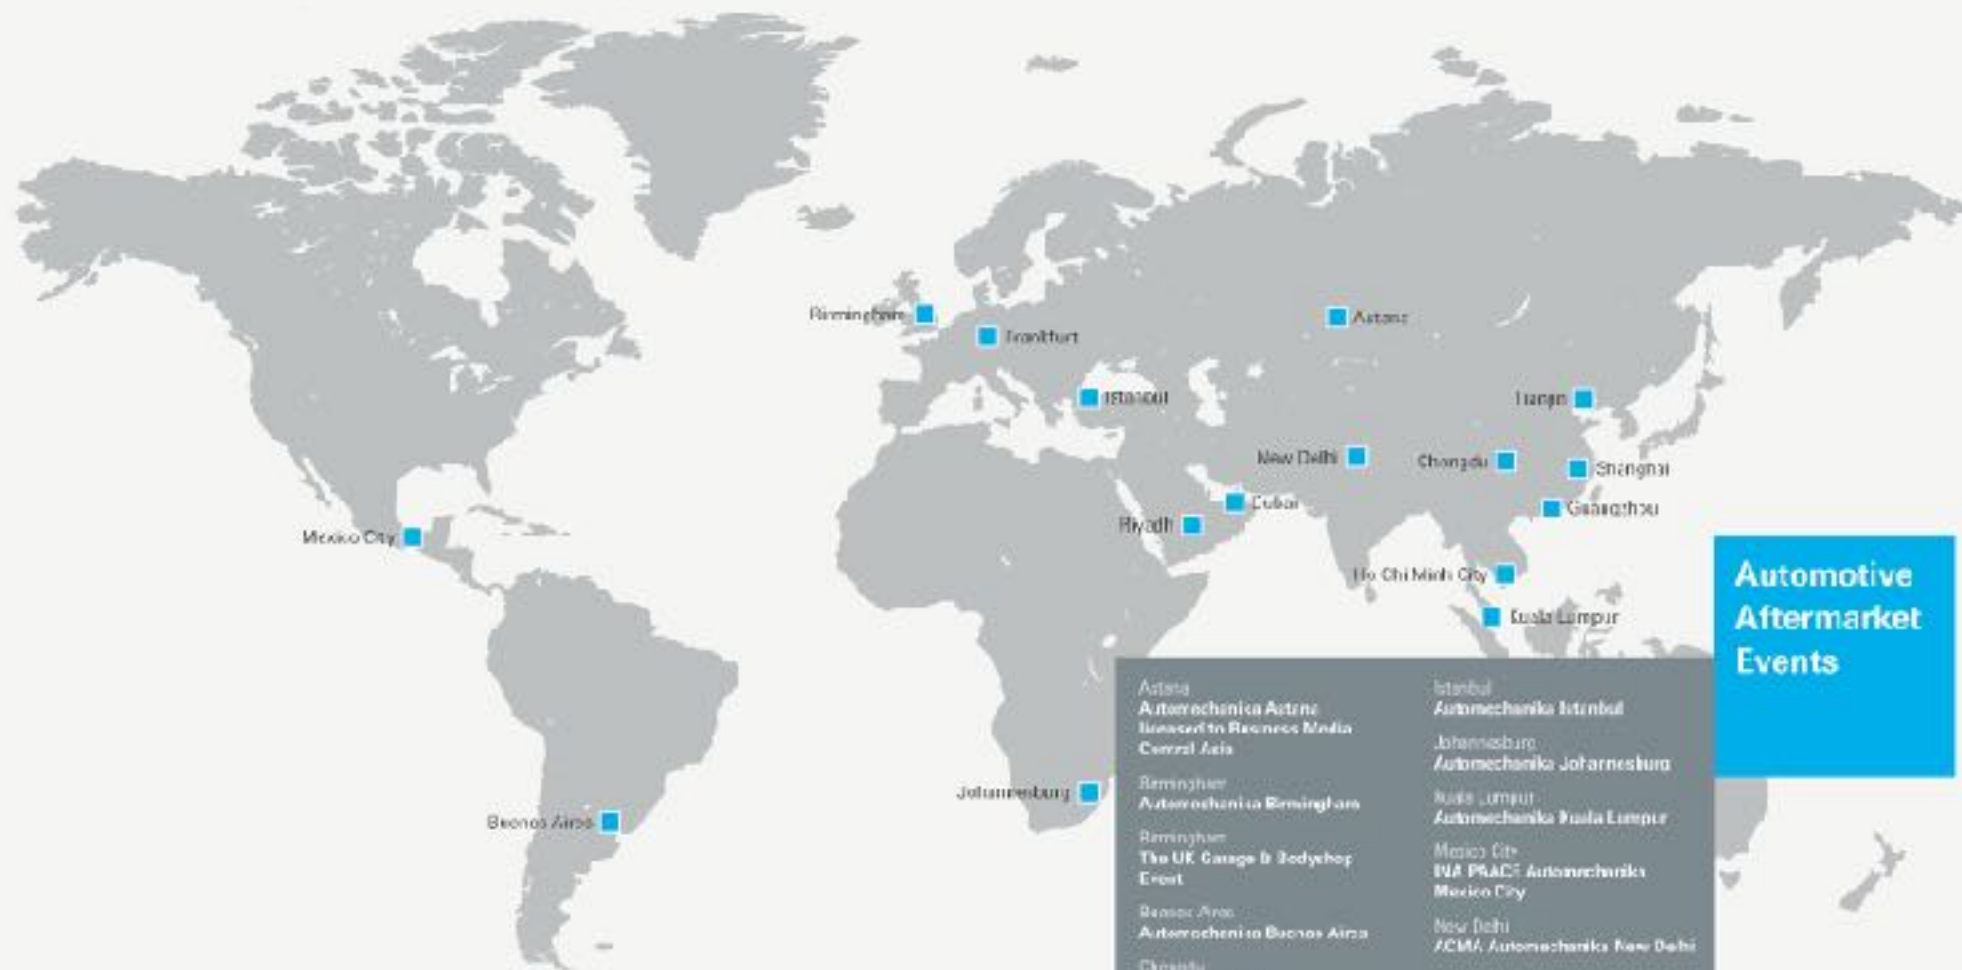 Birmingham
Frankfurt
Astana
Istanbul
Tianjin
New Delhi
Chengdu
Shanghai
Dubai
Guangzhou
Riyadh
Mexico City
Ho Chi Minh City
Kuala Lumpur
Johannesburg
Buenos Aires
Automotive
Aftermarket
Events
Astana
Automechanika Astana
licensed to Business Media
Central Asia
Birmingham
Automechanika Birmingham
Birmingham
The UK Garage & Bodyshop
Event
Buenos Aires
Automechanika Buenos Aires
Chengdu
Istanbul
Automechanika Istanbul
Johannesburg
Automechanika Johannesburg
Kuala Lumpur
Automechanika Kuala Lumpur
Mexico City
INA PAACE Automechanika
Mexico City
New Delhi
ACMA Automechanika New Delhi